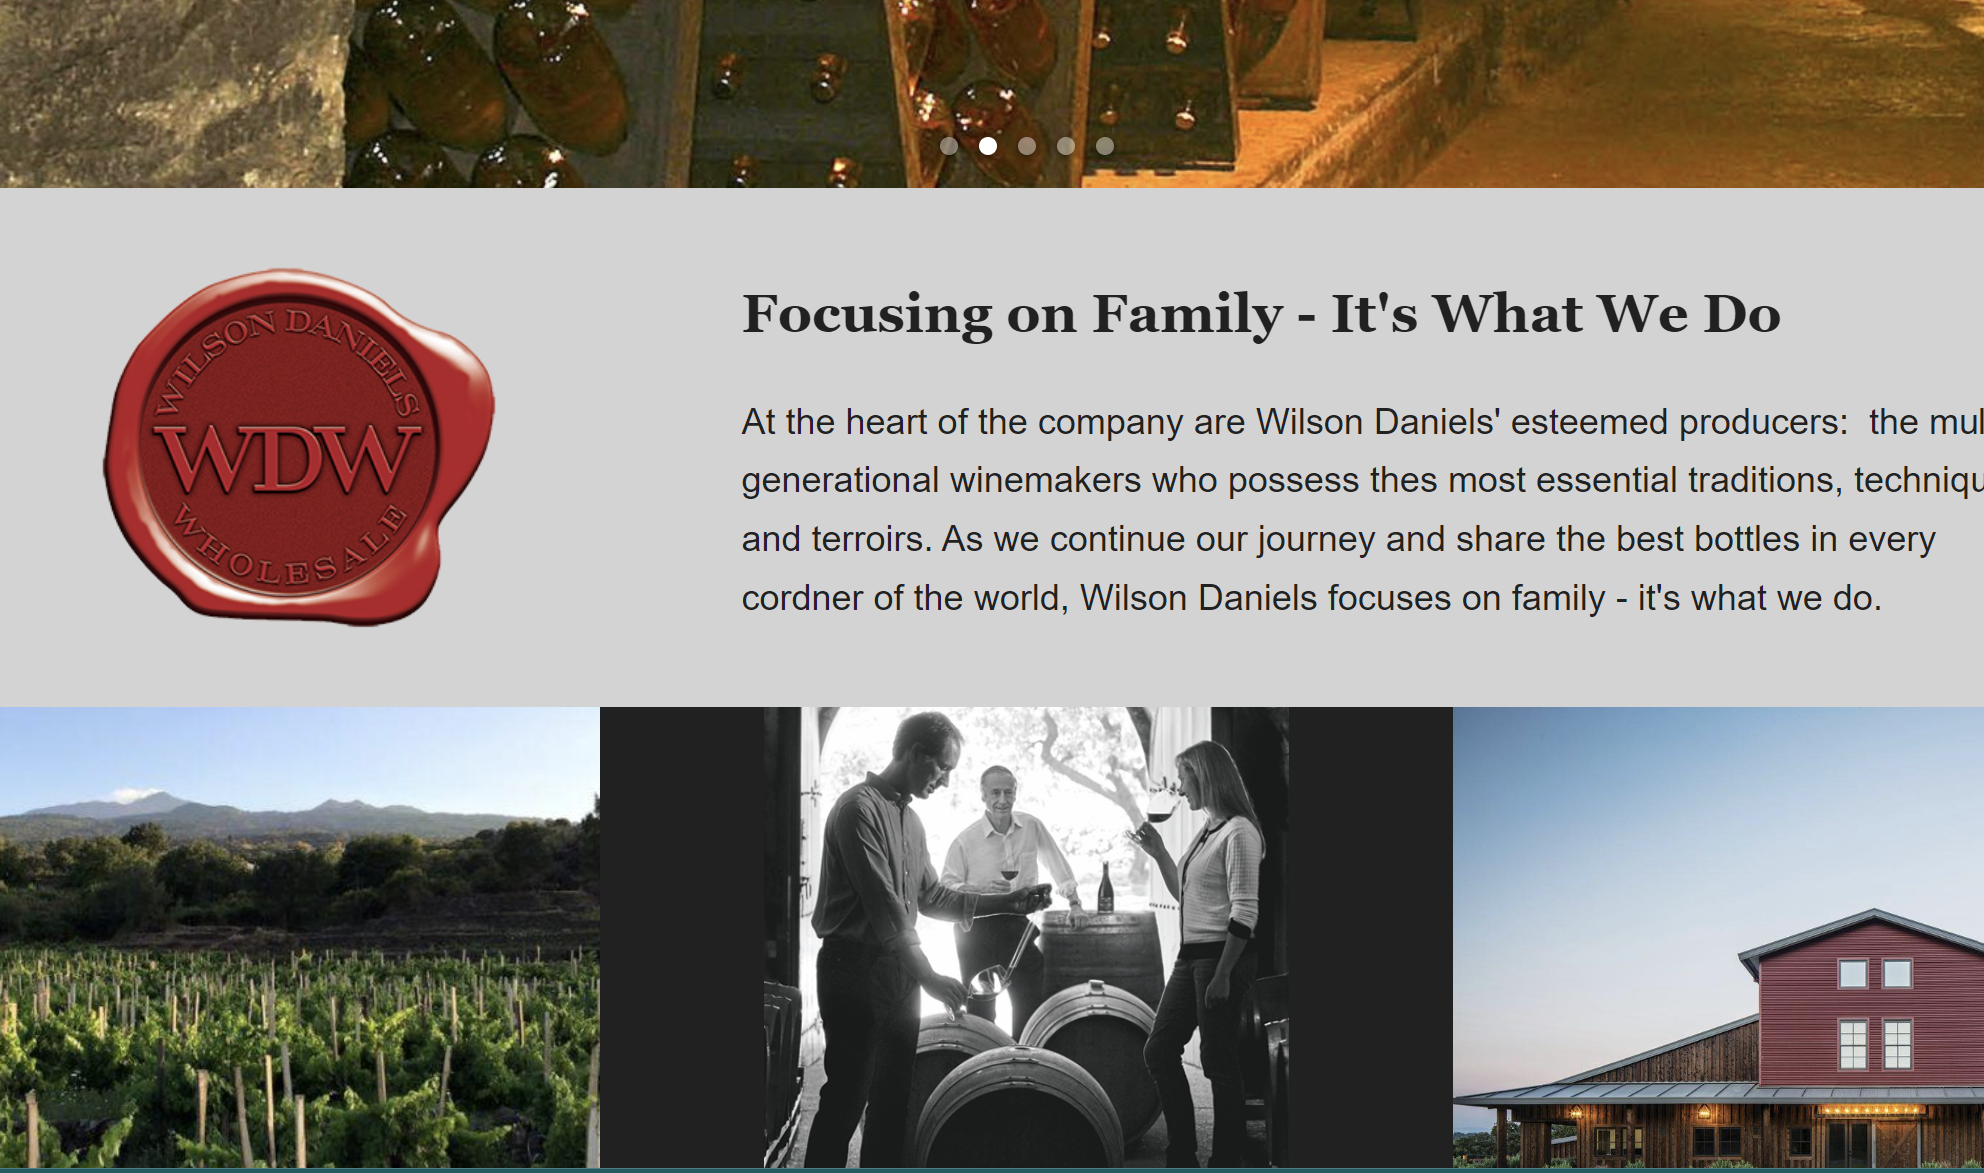 WILSON DANIELS
WDW
WHOLESALE
Focusing on Family - It's What We Do
At the heart of the company are Wilson Daniels' esteemed producers:  the mul
generational winemakers who possess thes most essential traditions, techniqu
and terroirs. As we continue our journey and share the best bottles in every
cordner of the world, Wilson Daniels focuses on family - it's what we do.